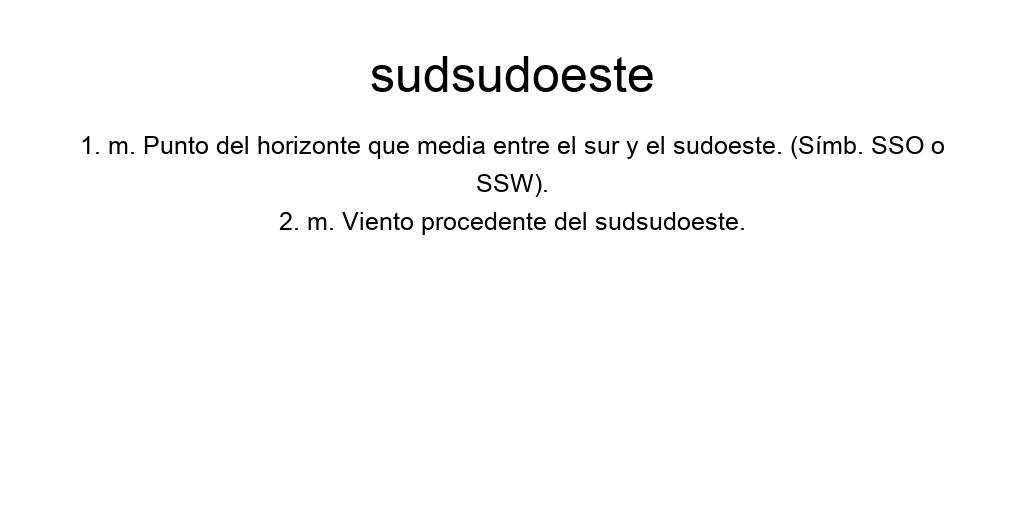 sudsudoeste
1. m. Punto del horizonte que media entre el sur y el sudoeste. (Símb. SSO o
SSW).
2. m. Viento procedente del sudsudoeste.